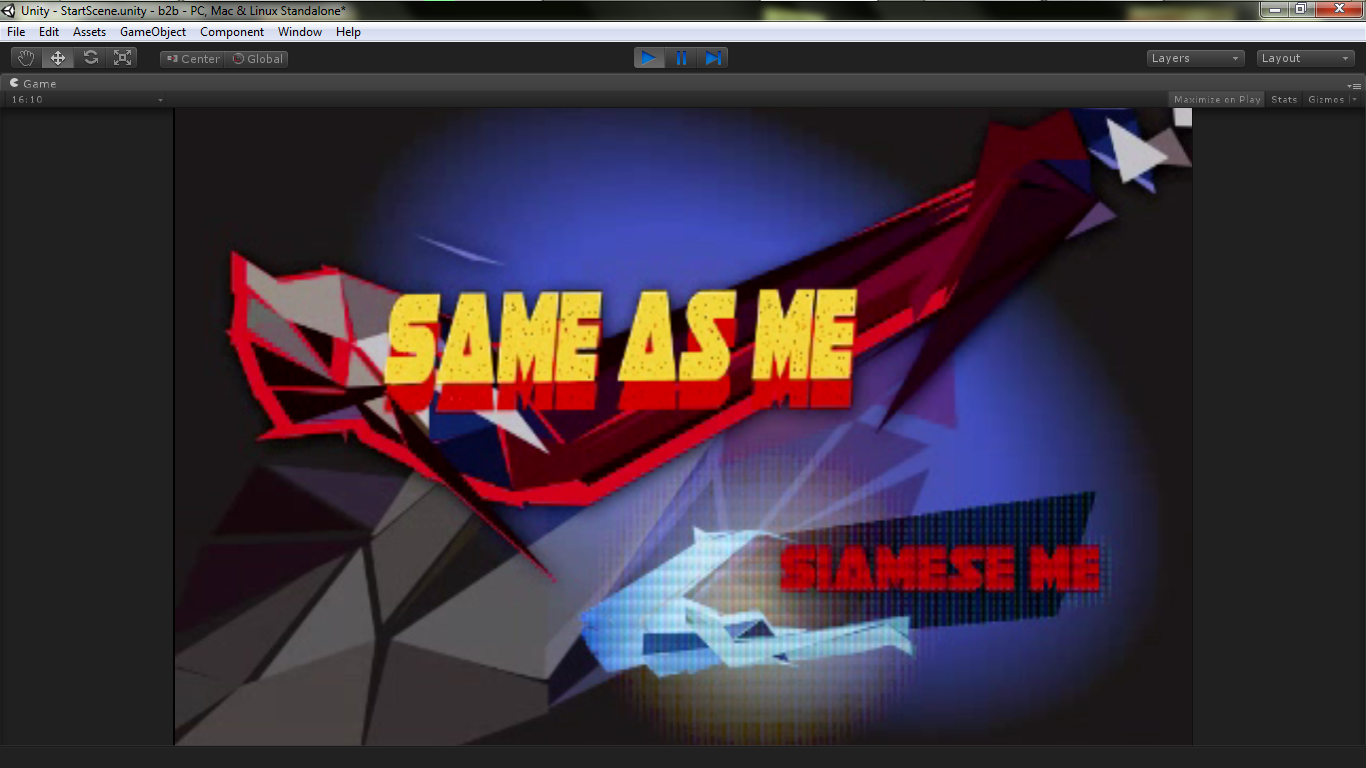 Unity - StartScene.unity - b2b - PC, Mac & Linux Standalone*
File Edit Assets GameObject Component Window Help
Center Global Layers Layout
Game
16:10 Maximize on Play Stats Gizmos
SAME AS ME
SIAMESE ME